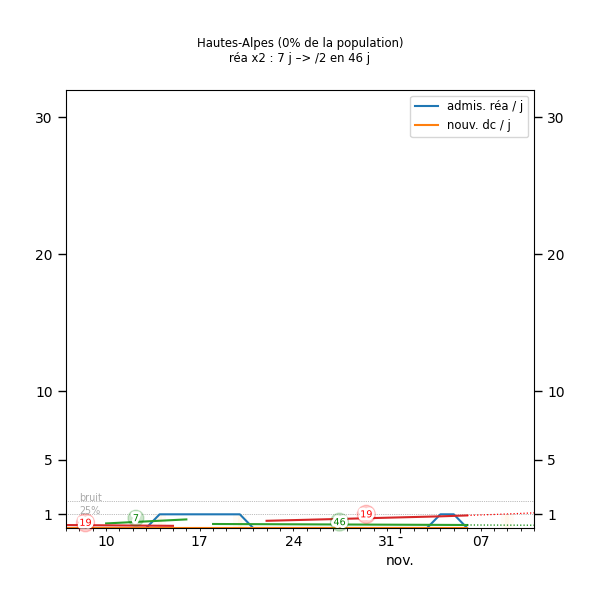 Hautes-Alpes (0% de la population)
réa x2 : 7 j –> /2 en 46 j
admis. réa / j
nouv. dc / j
30 30
20 20
10 10
5 5
bruit
25%
1 1
19 7 46 19
10 17 24 31 - 07
nov.